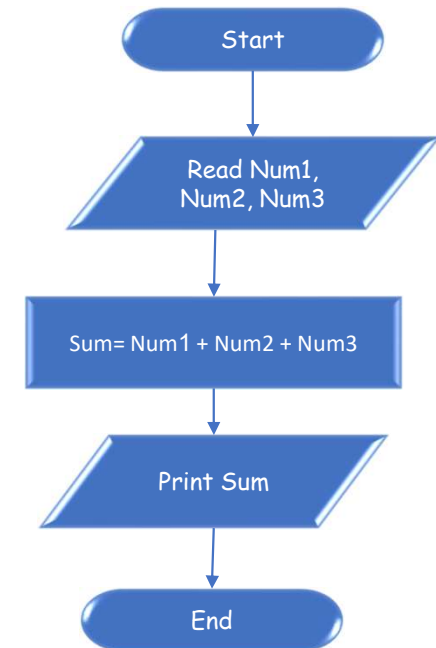 Start
Read Num1,
Num2, Num3
Sum= Num1 + Num2 + Num3
Print Sum
End